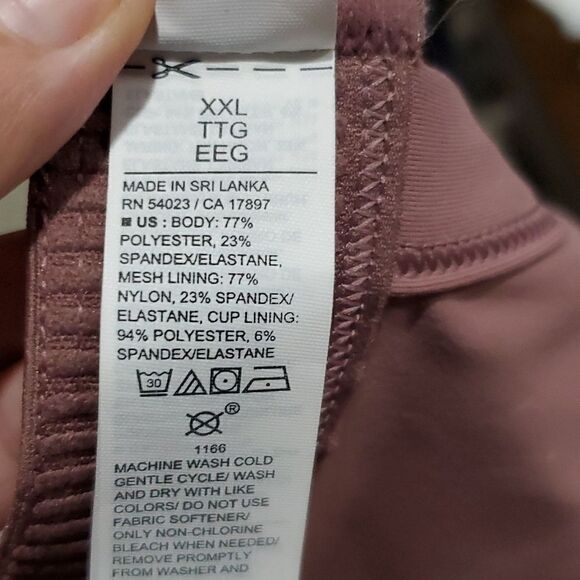 XXL
TTG
EEG
MADE IN SRI LANKA
RN 54023 / CA 17897
US : BODY: 77%
POLYESTER, 23%
SPANDEX/ELASTANE,
MESH LINING: 77%
NYLON, 23% SPANDEX/
ELASTANE, CUP LINING:
94% POLYESTER, 6%
SPANDEX/ELASTANE
30
®
1166
MACHINE WASH COLD
GENTLE CYCLE/ WASH
AND DRY WITH LIKE
COLORS/ DO NOT USE
FABRIC SOFTENER/
ONLY NON-CHLORINE
BLEACH WHEN NEEDED/
REMOVE PROMPTLY
FROM WASHER AND